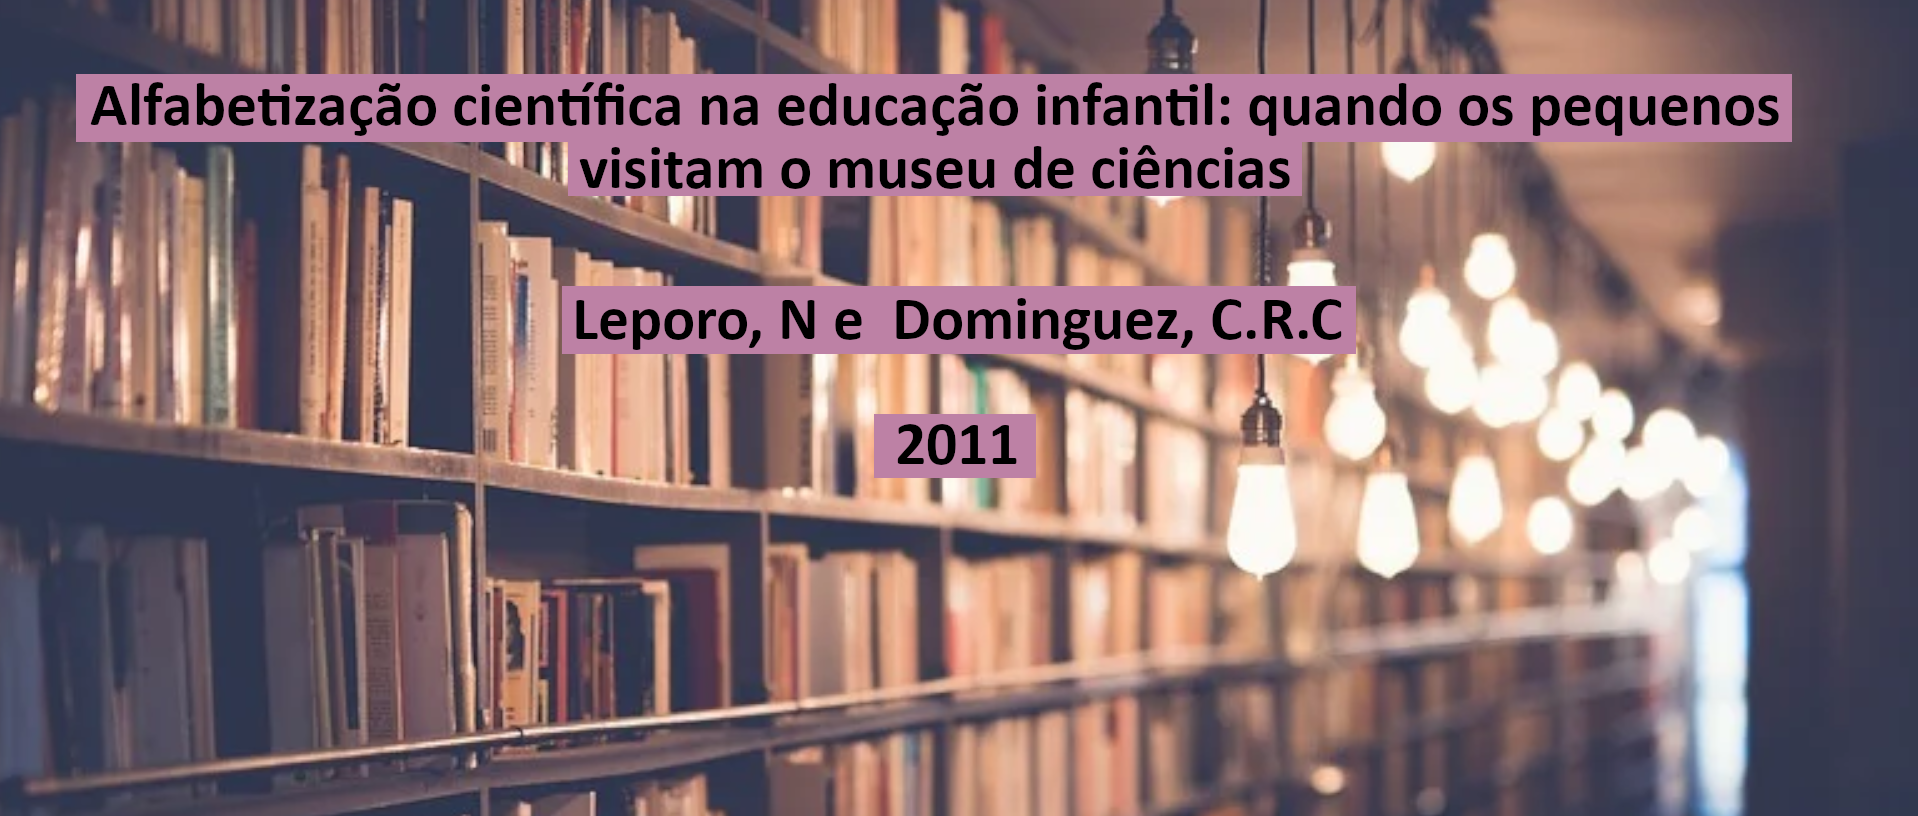 Alfabetização científica na educação infantil: quando os pequenos
visitam o museu de ciências
Leporo, N e  Dominguez, C.R.C
2011